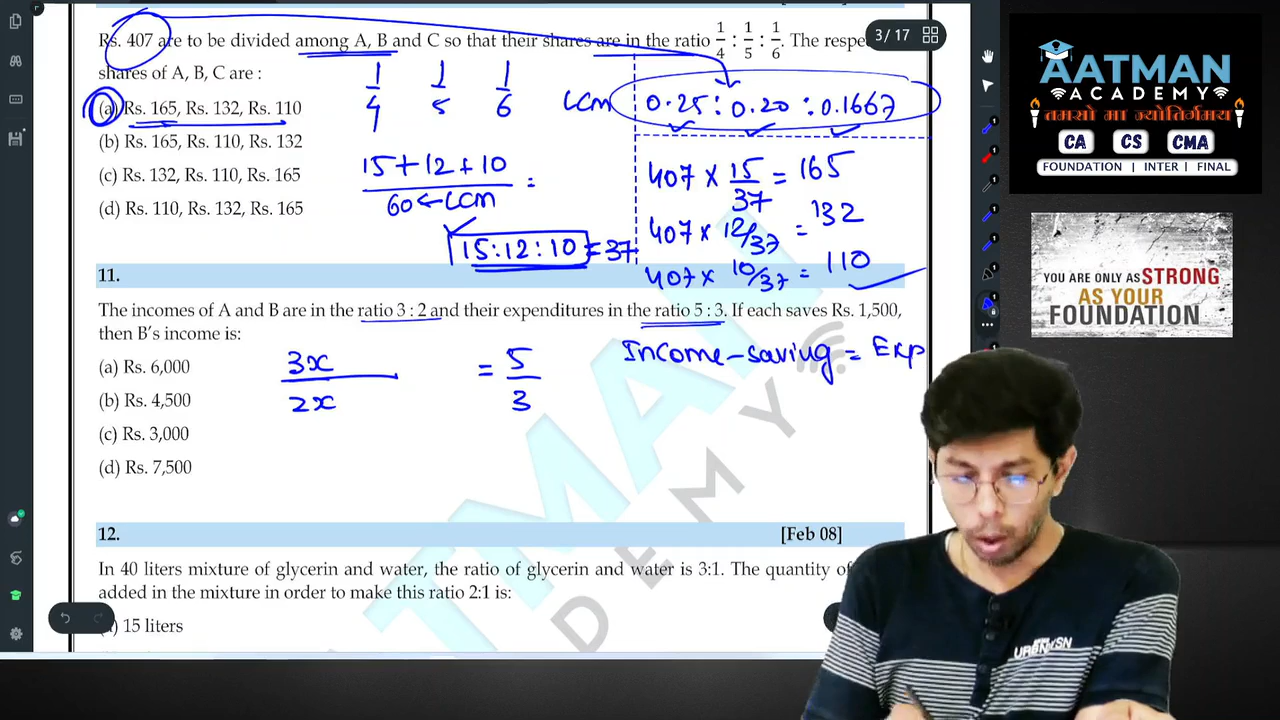 Rs. 407 are to be divided among A, B and C so that their shares are in the ratio 1/4 : 1/5 : 1/6. The respe
shares of A, B, C are :
(a) Rs. 165, Rs. 132, Rs. 110
(b) Rs. 165, Rs. 110, Rs. 132
(c) Rs. 132, Rs. 110, Rs. 165
(d) Rs. 110, Rs. 132, Rs. 165
1/4 1/5 1/6
LCM 0.25 : 0.20 : 0.1667
15+12+10 / 60 ← LCM =
15:12:10 = 37
407 × 15/37 = 165
407 × 12/37 = 132
407 × 10/37 = 110
11.
The incomes of A and B are in the ratio 3 : 2 and their expenditures in the ratio 5 : 3. If each saves Rs. 1,500,
then B's income is:
(a) Rs. 6,000
(b) Rs. 4,500
(c) Rs. 3,000
(d) Rs. 7,500
3x / 2x = 5/3
Income-saving = Exp
12. [Feb 08]
In 40 liters mixture of glycerin and water, the ratio of glycerin and water is 3:1. The quantity of
added in the mixture in order to make this ratio 2:1 is:
15 liters
3 / 17
AATMAN
ACADEMY
तमसो मा ज्योतिर्गमय
CA CS CMA
FOUNDATION | INTER | FINAL
YOU ARE ONLY AS STRONG
AS YOUR
FOUNDATION
TMAN
DEMY